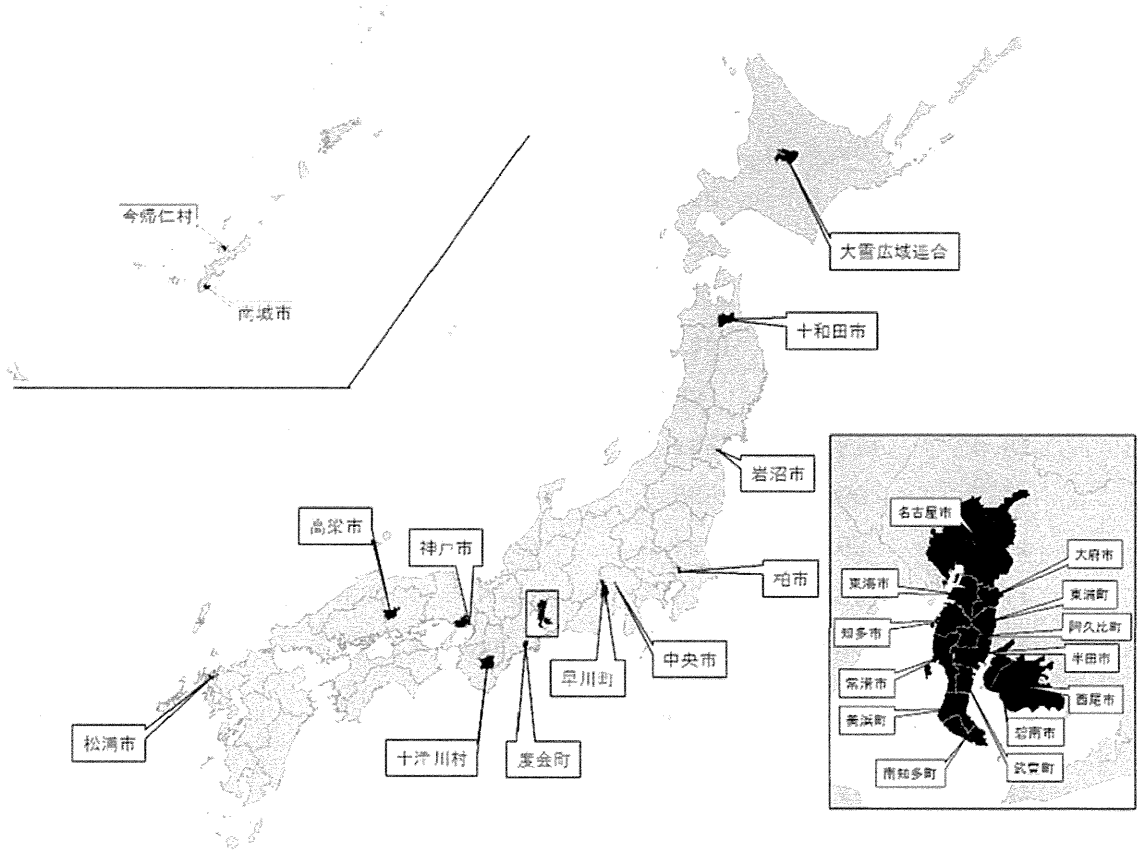 今帰仁村
南城市
大雪広域連合
十和田市
岩沼市
高梁市
神戸市
柏市
中央市
早川町
松浦市
十津川村
度会町
名古屋市
大府市
東海市
東浦町
知多市
阿久比町
半田市
常滑市
西尾市
美浜町
碧南市
武豊町
南知多町